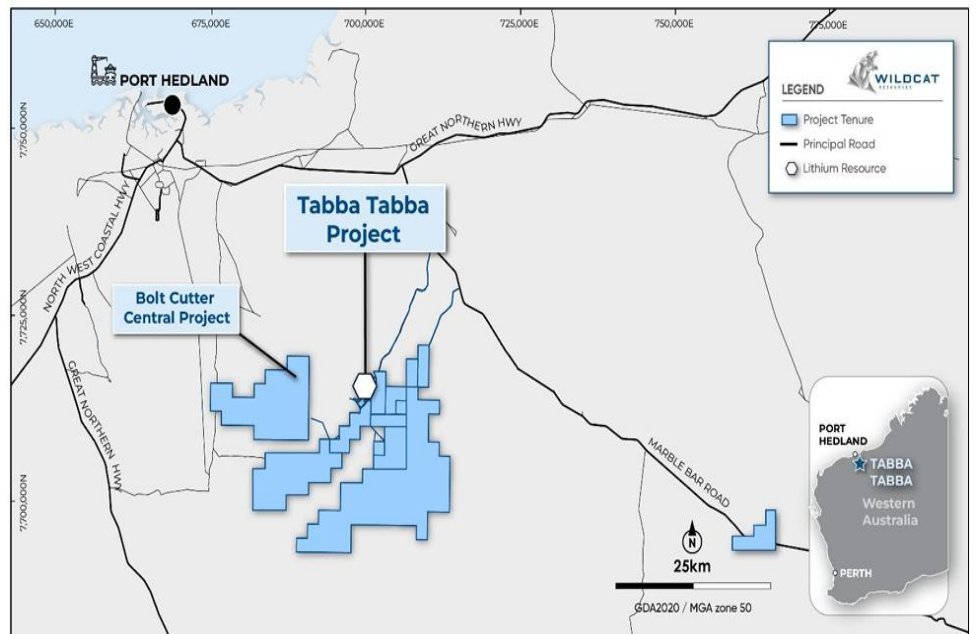 650,000E
675,000E
700,000E
725,000E
750,000E
775,000E
PORT HEDLAND
7,750,000N
7,725,000N
7,700,000N
GREAT NORTHERN HWY
NORTH WEST COASTAL HWY
GREAT NORTHERN HWY
MARBLE BAR ROAD
Tabba Tabba
Project
Bolt Cutter
Central Project
WILDCAT
RESOURCES
LEGEND
Project Tenure
Principal Road
Lithium Resource
N
25km
GDA2020 / MGA zone 50
PORT
HEDLAND
TABBA
TABBA
Western
Australia
PERTH